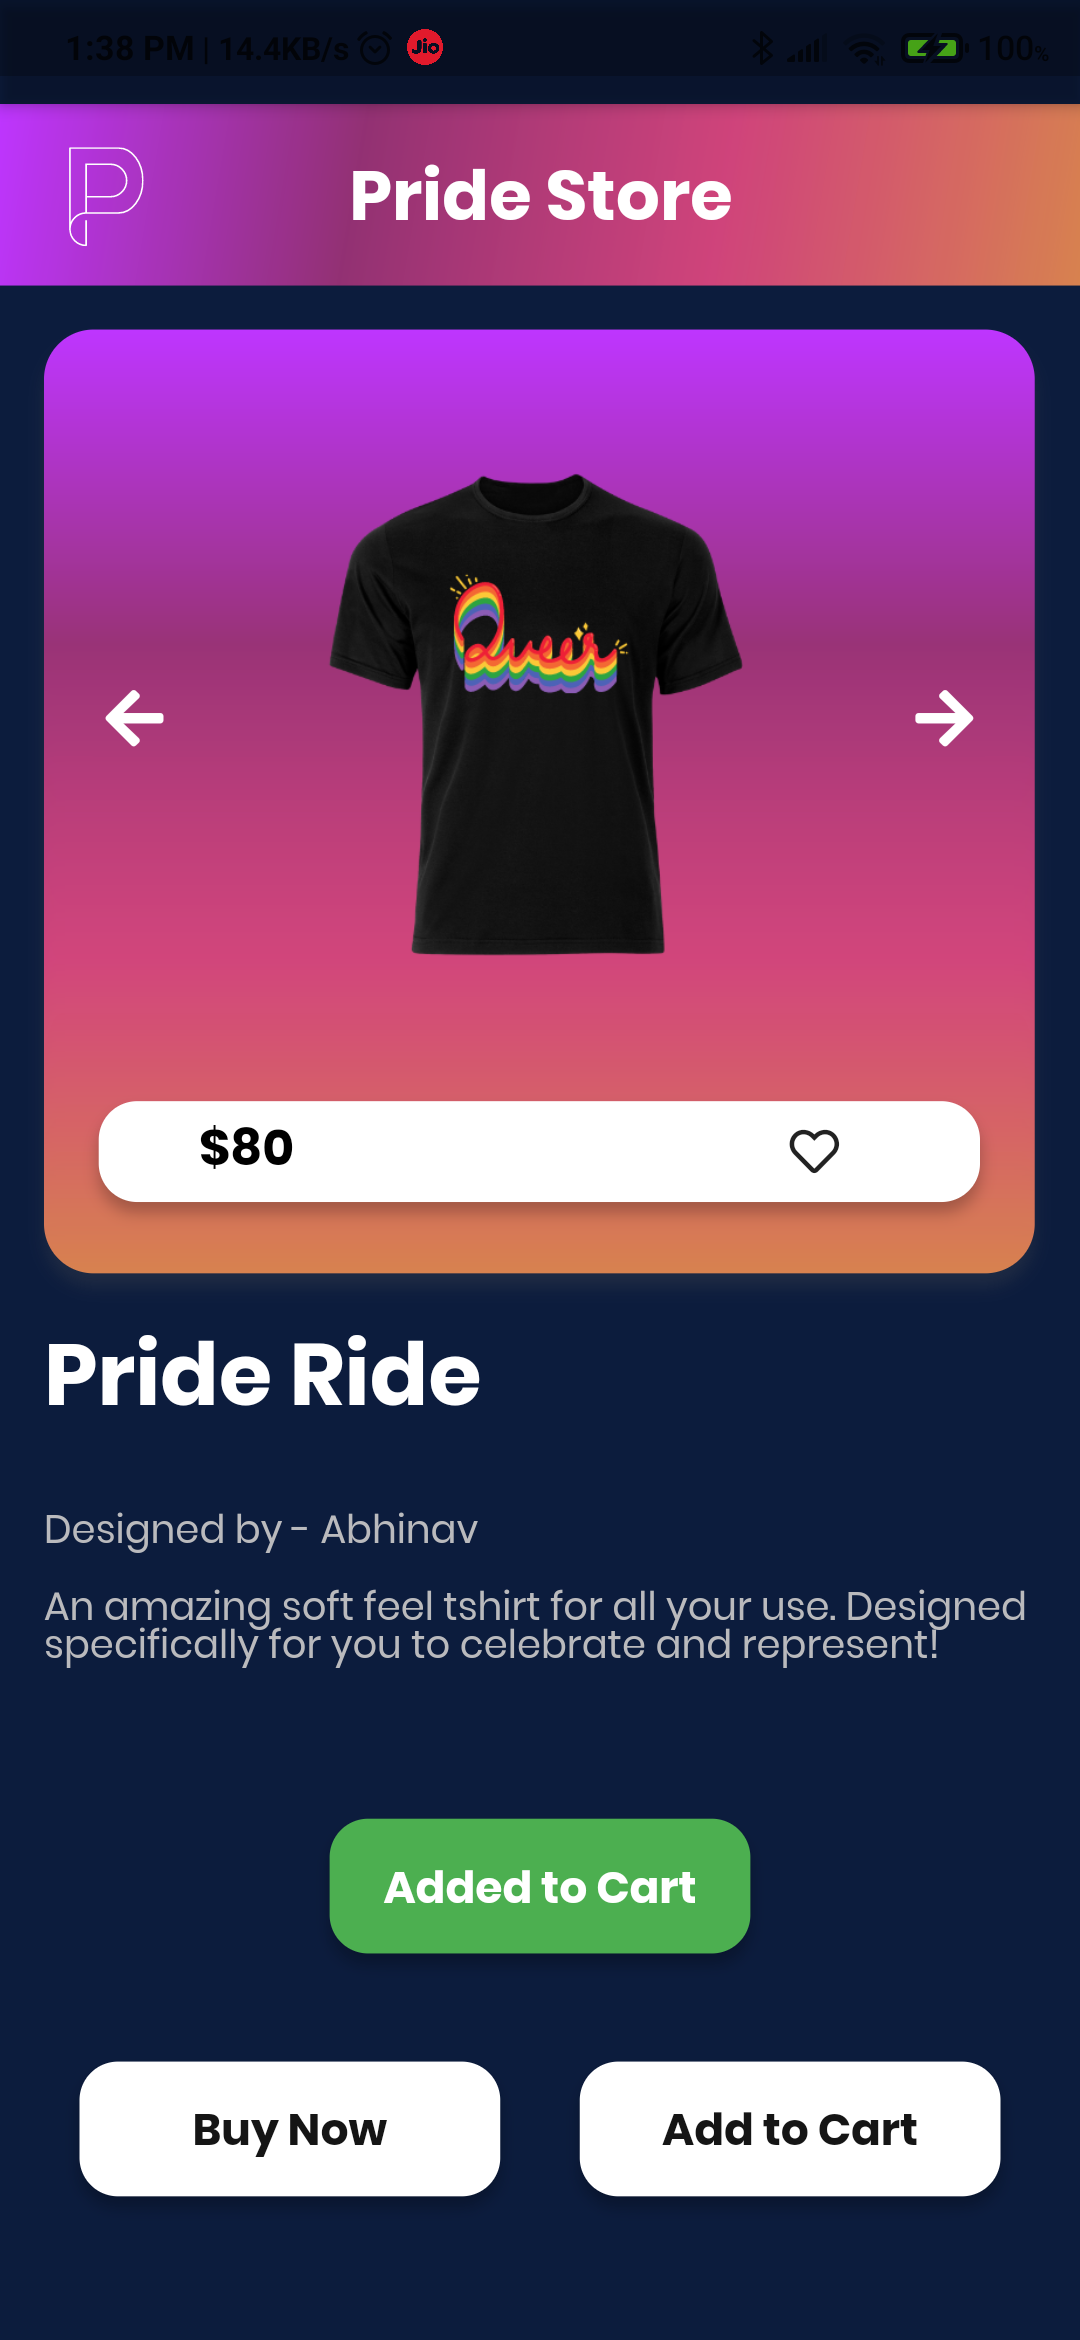 1:38 PM | 14.4KB/s Jio 100%
P
Pride Store
Queer
$80
Pride Ride
Designed by - Abhinav
An amazing soft feel tshirt for all your use. Designed
specifically for you to celebrate and represent!
Added to Cart
Buy Now Add to Cart